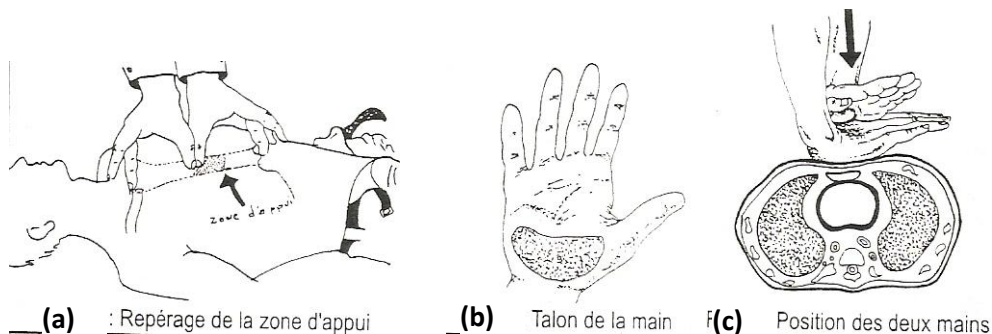 zone d'appui
(a) : Repérage de la zone d'appui
(b) Talon de la main
(c) Position des deux mains